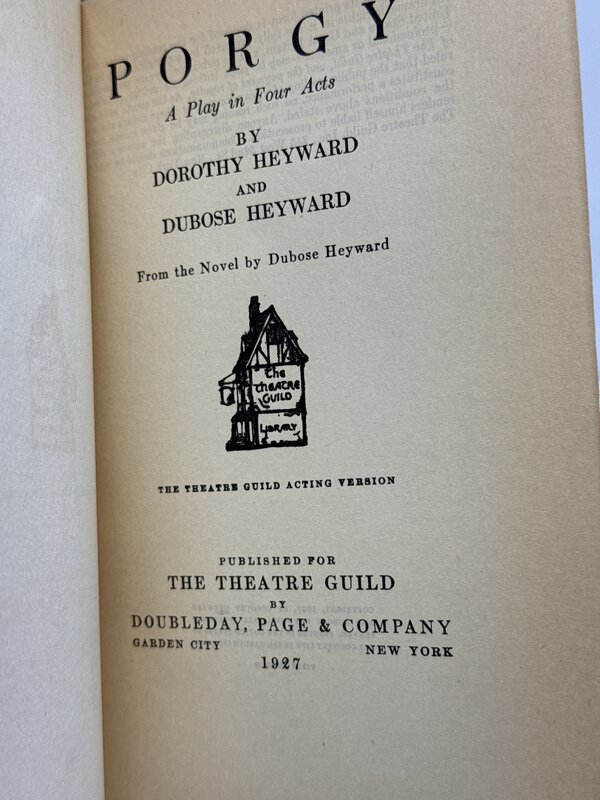 PORGY
A Play in Four Acts
BY
DOROTHY HEYWARD
AND
DUBOSE HEYWARD
From the Novel by Dubose Heyward
The
Theatre
Guild
Library
THE THEATRE GUILD ACTING VERSION
PUBLISHED FOR
THE THEATRE GUILD
BY
DOUBLEDAY, PAGE & COMPANY
GARDEN CITY NEW YORK
1927